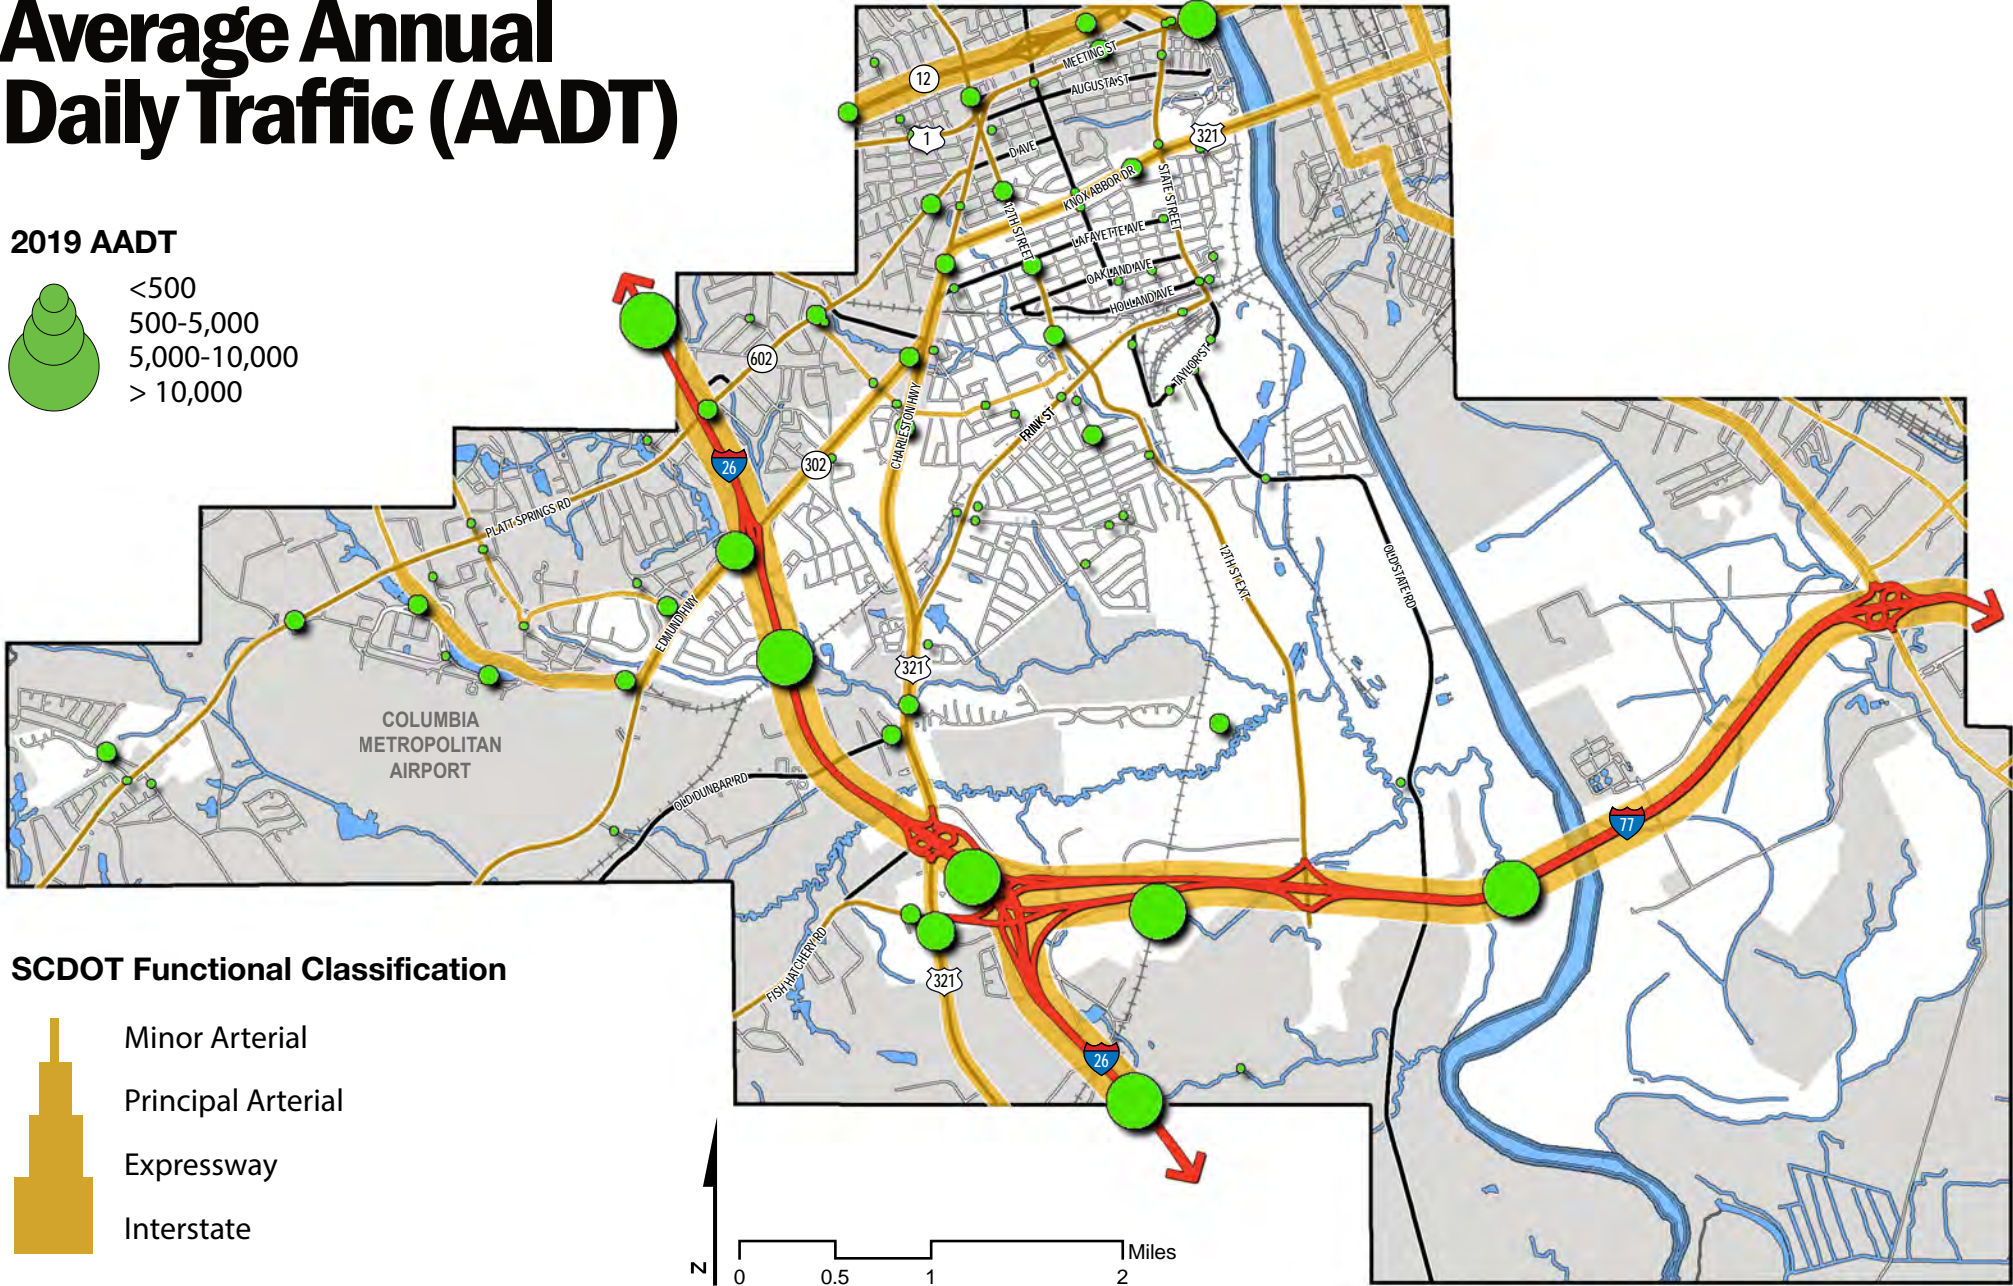 Average Annual
Daily Traffic (AADT)
2019 AADT
<500
500-5,000
5,000-10,000
> 10,000
12
MEETING ST
AUGUSTA ST
1
321
D AVE
KNOX ABBOR DR
STATE STREET
12TH STREET
LAFAYETTE AVE
OAKLAND AVE
HOLLAND AVE
602
TAYLOR ST
CHARLESTON HWY
FRINK ST
26
302
PLATT SPRINGS RD
12TH ST EXT.
OLD STATE RD
EDMUND HWY
321
COLUMBIA
METROPOLITAN
AIRPORT
OLD DUNBAR RD
77
FISH HATCHERY RD
321
26
SCDOT Functional Classification
Minor Arterial
Principal Arterial
Expressway
Interstate
N
Miles
0
0.5
1
2